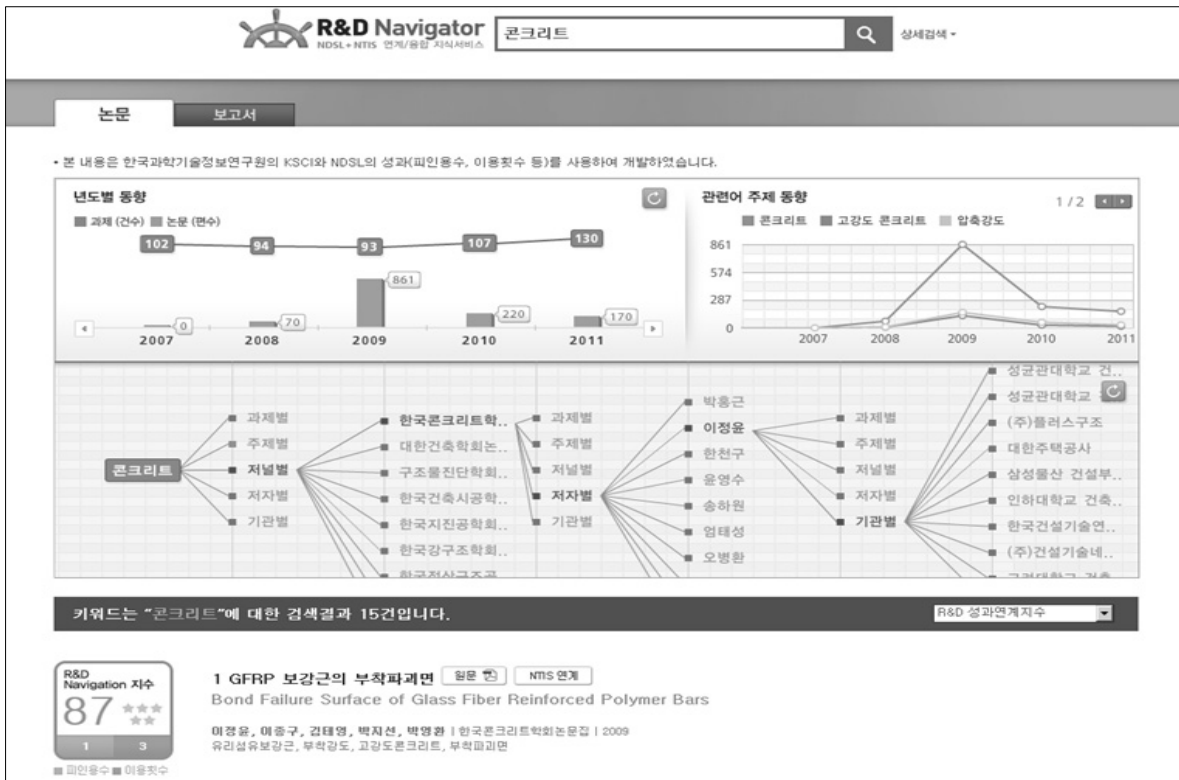 R&D Navigator
NDSL+NTIS 연계/융합 지식서비스
콘크리트
상세검색
논문
보고서
• 본 내용은 한국과학기술정보연구원의 KSCI와 NDSL의 성과(피인용수, 이용횟수 등)를 사용하여 개발하였습니다.
년도별 동향
과제 (건수) 논문 (편수)
102 94 93 107 130
0 70 861 220 170
2007 2008 2009 2010 2011
관련어 주제 동향
1 / 2
콘크리트 고강도 콘크리트 압축강도
861
574
287
0
2007 2008 2009 2010 2011
콘크리트
과제별
주제별
저널별
저자별
기관별
한국콘크리트학..
대한건축학회논..
구조물진단학회..
한국건축시공학..
한국지진공학회..
한국강구조학회..
한국전산구조공
과제별
주제별
저널별
저자별
기관별
박홍근
이정윤
한천구
윤영수
송하원
엄태성
오병환
과제별
주제별
저널별
저자별
기관별
성균관대학교 건..
성균관대학교
(주)플러스구조
대한주택공사
삼성물산 건설부..
인하대학교 건축..
한국건설기술연..
(주)건설기술네..
고려대학교 건축
키워드는 "콘크리트"에 대한 검색결과 15건입니다.
R&D 성과연계지수
R&D
Navigation 지수
87
1 3
피인용수 이용횟수
1 GFRP 보강근의 부착파괴면 원문 NTIS 연계
Bond Failure Surface of Glass Fiber Reinforced Polymer Bars
이정윤, 이종구, 김태영, 박지선, 박영환 | 한국콘크리트학회논문집 | 2009
유리섬유보강근, 부착강도, 고강도콘크리트, 부착파괴면